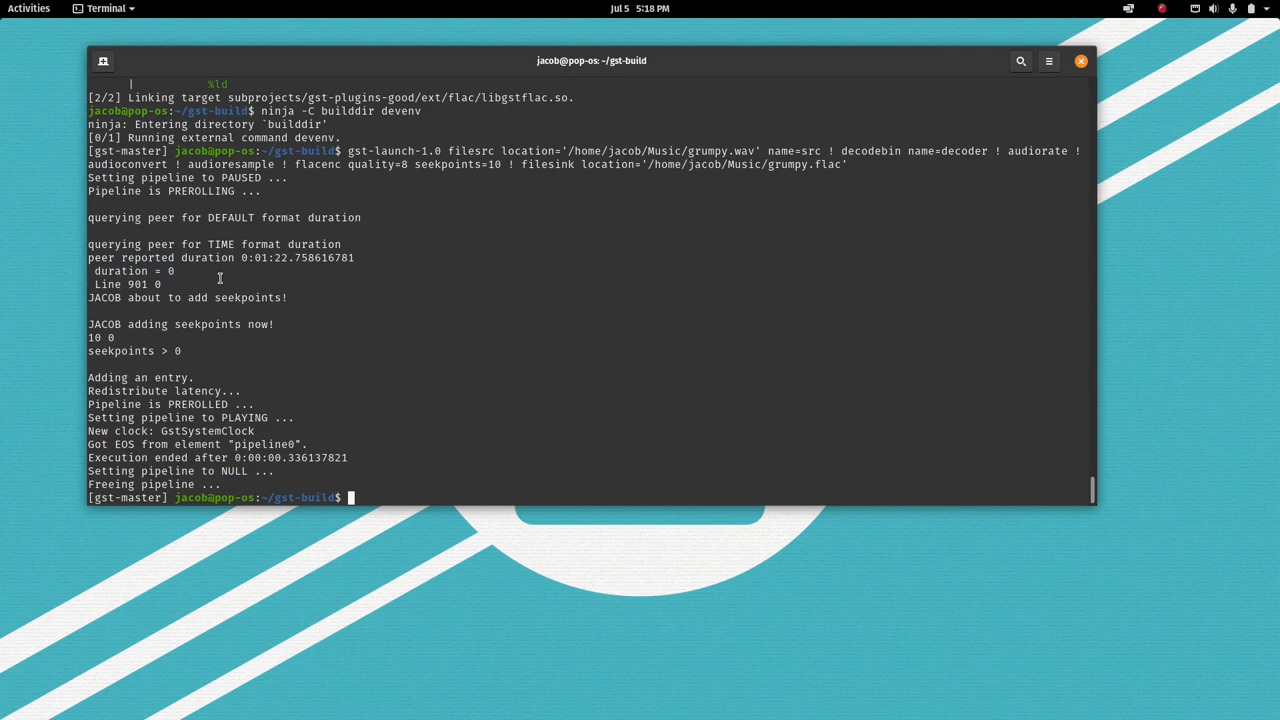 Activities
Terminal
Jul 5 5:18 PM
jacob@pop-os: ~/gst-build
| %ld
[2/2] Linking target subprojects/gst-plugins-good/ext/flac/libgstflac.so.
jacob@pop-os:~/gst-build$ ninja -C builddir devenv
ninja: Entering directory `builddir'
[0/1] Running external command devenv.
[gst-master] jacob@pop-os:~/gst-build$ gst-launch-1.0 filesrc location='/home/jacob/Music/grumpy.wav' name=src ! decodebin name=decoder ! audiorate !
audioconvert ! audioresample ! flacenc quality=8 seekpoints=10 ! filesink location='/home/jacob/Music/grumpy.flac'
Setting pipeline to PAUSED ...
Pipeline is PREROLLING ...
querying peer for DEFAULT format duration
querying peer for TIME format duration
peer reported duration 0:01:22.758616781
duration = 0
Line 901 0
JACOB about to add seekpoints!
JACOB adding seekpoints now!
10 0
seekpoints > 0
Adding an entry.
Redistribute latency...
Pipeline is PREROLLED ...
Setting pipeline to PLAYING ...
New clock: GstSystemClock
Got EOS from element "pipeline0".
Execution ended after 0:00:00.336137821
Setting pipeline to NULL ...
Freeing pipeline ...
[gst-master] jacob@pop-os:~/gst-build$